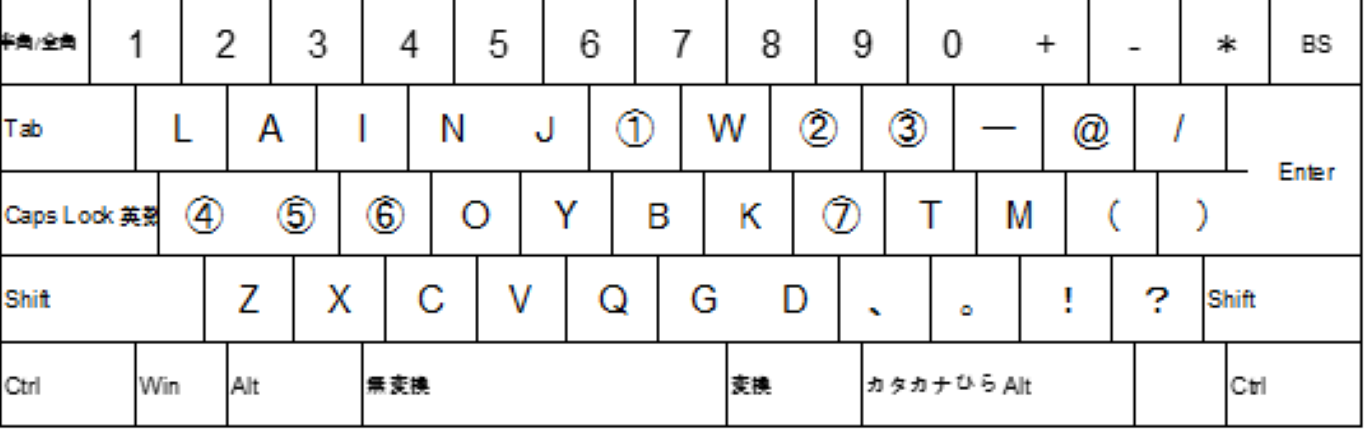 半角/全角 1 2 3 4 5 6 7 8 9 0 + - * BS
Tab L A I N J ① W ② ③ — @ / Enter
Caps Lock 英数 ④ ⑤ ⑥ O Y B K ⑦ T M ( )
Shift Z X C V Q G D 、 。 ! ? Shift
Ctrl Win Alt 無変換 変換 カタカナひら Alt Ctrl